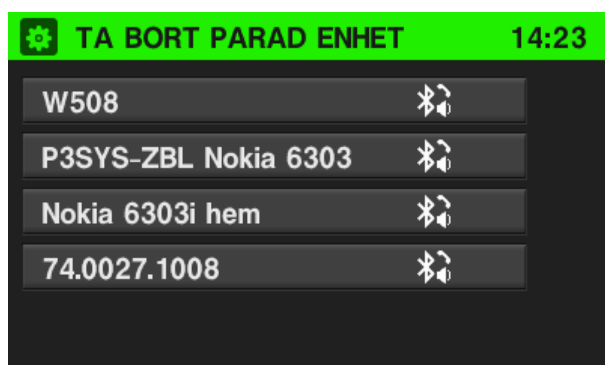 TA BORT PARAD ENHET 14:23
W508
P3SYS-ZBL Nokia 6303
Nokia 6303i hem
74.0027.1008